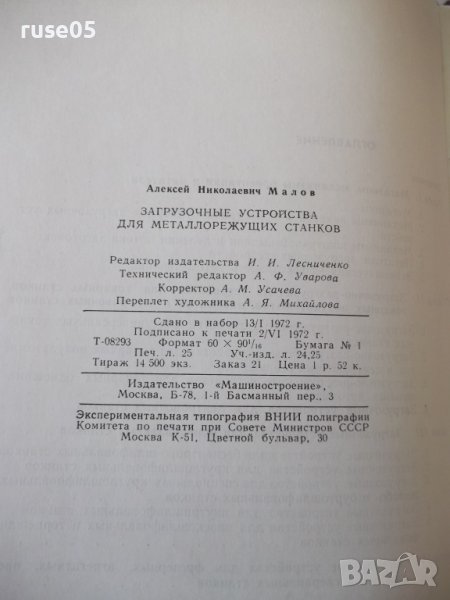 ruse05
Алексей Николаевич Малов
ЗАГРУЗОЧНЫЕ УСТРОЙСТВА
ДЛЯ МЕТАЛЛОРЕЖУЩИХ СТАНКОВ
Редактор издательства И. И. Лесниченко
Технический редактор А. Ф. Уварова
Корректор А. М. Усачева
Переплет художника А. Я. Михайлова
Сдано в набор 13/I 1972 г.
Подписано к печати 2/VI 1972 г.
Т-08293 Формат 60 × 90¹/₁₆ Бумага № 1
Печ. л. 25 Уч.-изд. л. 24,25
Тираж 14 500 экз. Заказ 21 Цена 1 р. 52 к.
Издательство «Машиностроение»,
Москва, Б-78, 1-й Басманный пер., 3
Экспериментальная типография ВНИИ полиграфии
Комитета по печати при Совете Министров СССР
Москва К-51, Цветной бульвар, 30
BAZAR